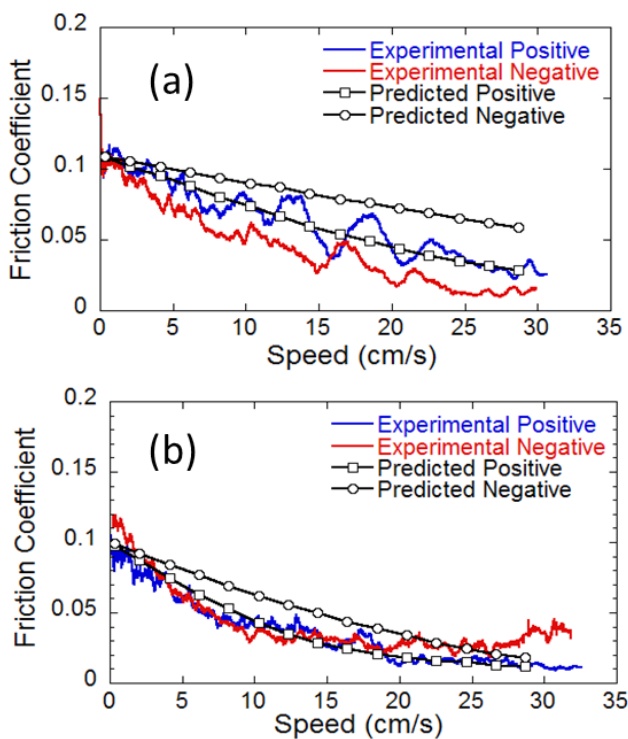 0.2
Experimental Positive
Experimental Negative
Predicted Positive
Predicted Negative
(a)
0.15
0.1
0.05
0
Friction Coefficient
0 5 10 15 20 25 30 35
Speed (cm/s)
0.2
Experimental Positive
Experimental Negative
Predicted Positive
Predicted Negative
(b)
0.15
0.1
0.05
0
Friction Coefficient
0 5 10 15 20 25 30 35
Speed (cm/s)